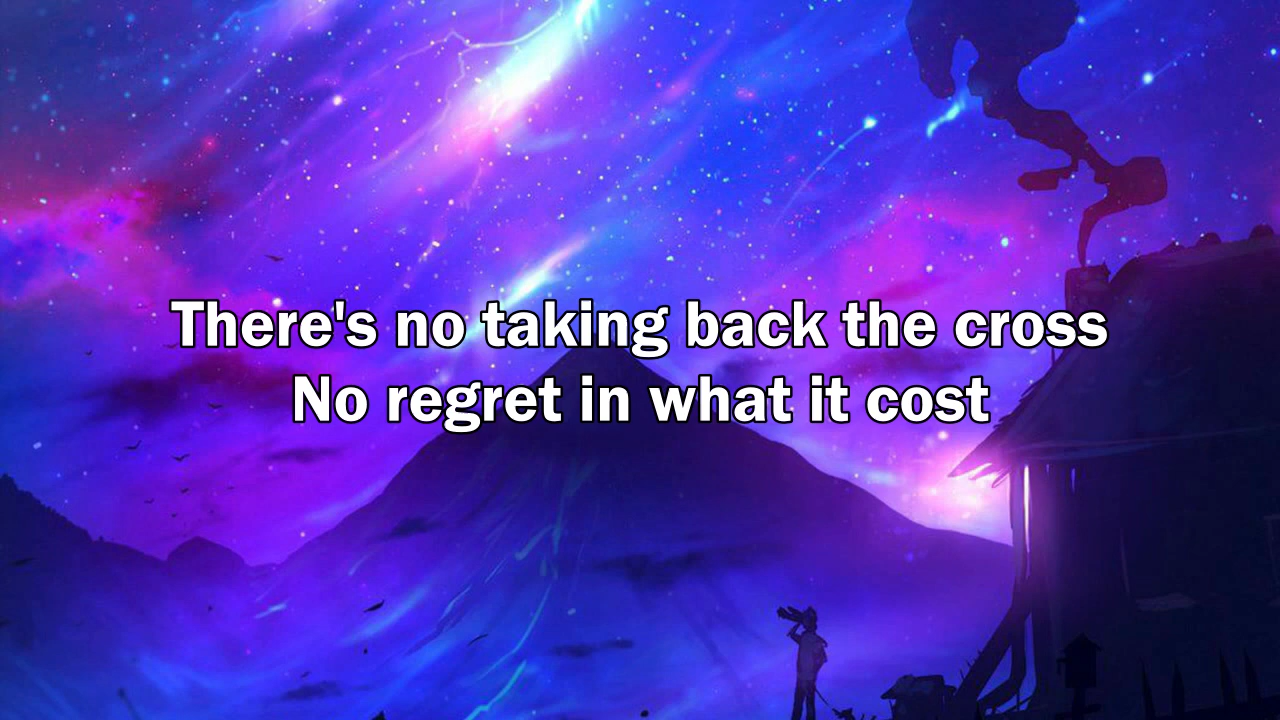 There's no taking back the cross
No regret in what it cost